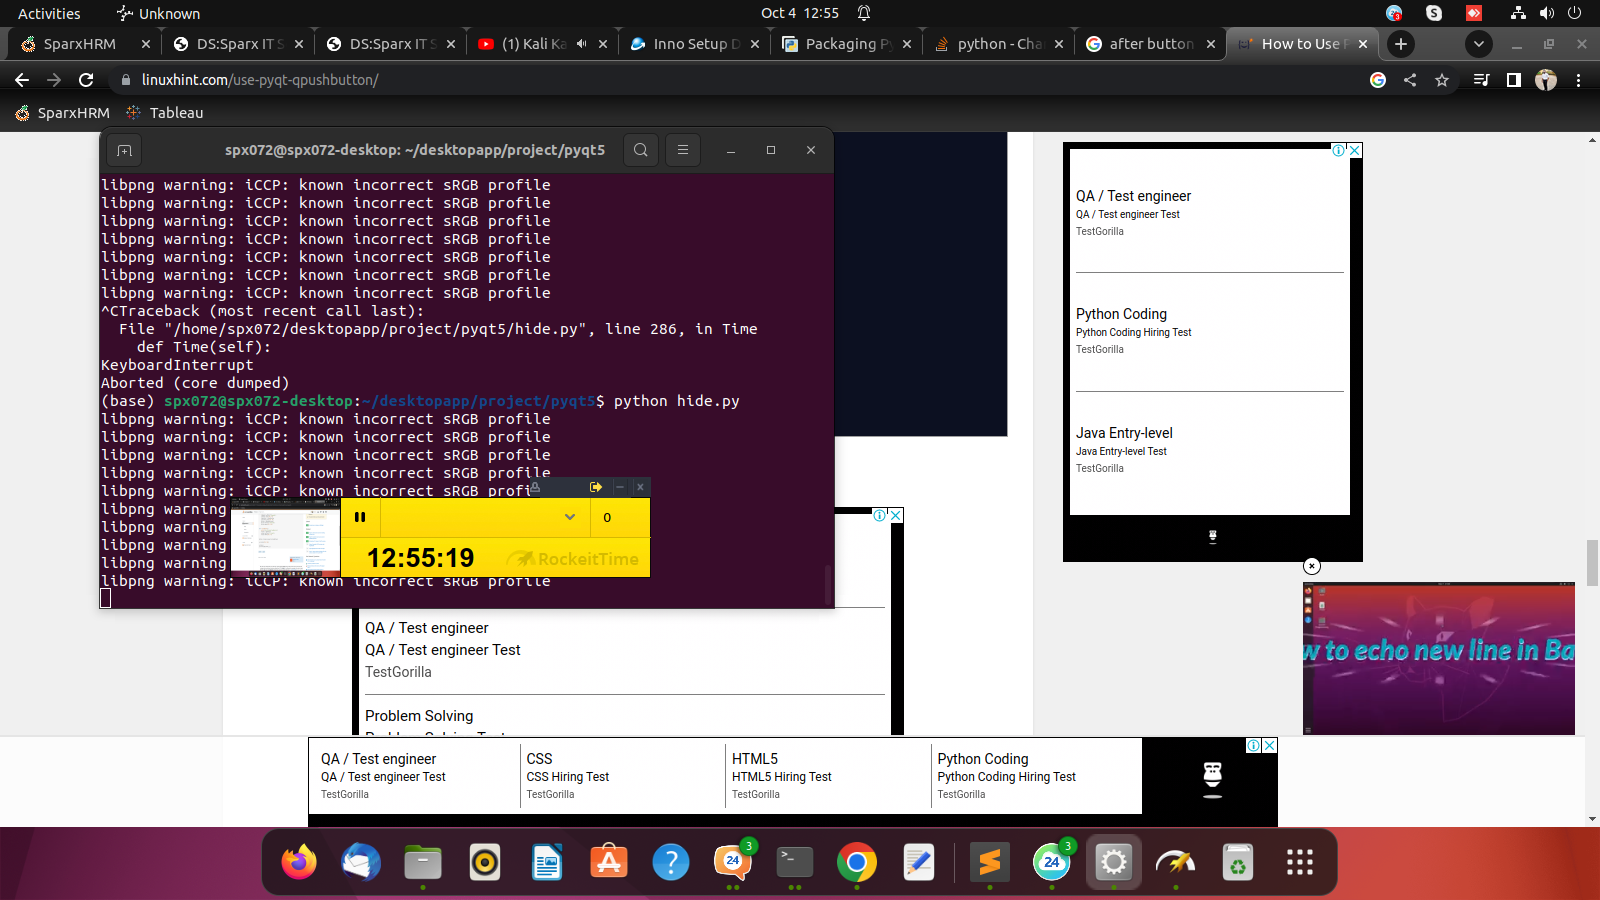 Activities
Unknown
Oct 4 12:55
3
S
SparxHRM
DS:Sparx IT S
DS:Sparx IT S
(1) Kali Ka
Inno Setup D
Packaging Py
python - Cha
after button
How to Use P
linuxhint.com/use-pyqt-qpushbutton/
SparxHRM
Tableau
spx072@spx072-desktop: ~/desktopapp/project/pyqt5
libpng warning: iCCP: known incorrect sRGB profile
libpng warning: iCCP: known incorrect sRGB profile
libpng warning: iCCP: known incorrect sRGB profile
libpng warning: iCCP: known incorrect sRGB profile
libpng warning: iCCP: known incorrect sRGB profile
libpng warning: iCCP: known incorrect sRGB profile
libpng warning: iCCP: known incorrect sRGB profile
^CTraceback (most recent call last):
File "/home/spx072/desktopapp/project/pyqt5/hide.py", line 286, in Time
def Time(self):
KeyboardInterrupt
Aborted (core dumped)
(base) spx072@spx072-desktop:~/desktopapp/project/pyqt5$ python hide.py
libpng warning: iCCP: known incorrect sRGB profile
libpng warning: iCCP: known incorrect sRGB profile
libpng warning: iCCP: known incorrect sRGB profile
libpng warning: iCCP: known incorrect sRGB profile
libpng warning: iCCP: known incorrect sRGB prof
libpng warning
libpng warning
libpng warning
libpng warning
libpng warning: iCCP: known incorrect sRGB profile
0
12:55:19
RockeitTime
QA / Test engineer
QA / Test engineer Test
TestGorilla
Python Coding
Python Coding Hiring Test
TestGorilla
Java Entry-level
Java Entry-level Test
TestGorilla
QA / Test engineer
QA / Test engineer Test
TestGorilla
Problem Solving
w to echo new line in Ba
QA / Test engineer
QA / Test engineer Test
TestGorilla
CSS
CSS Hiring Test
TestGorilla
HTML5
HTML5 Hiring Test
TestGorilla
Python Coding
Python Coding Hiring Test
TestGorilla
24
3
24
3